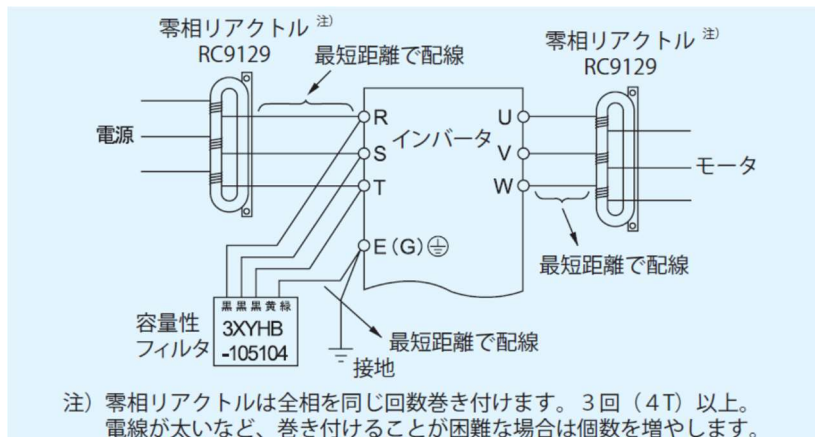 零相リアクトル 注)
RC9129
最短距離で配線
零相リアクトル 注)
RC9129
電源
R
S
T
E(G)
インバータ
U
V
W
モータ
最短距離で配線
黒黒黒黄緑
容量性
フィルタ
3XYHB
-105104
最短距離で配線
接地
注）零相リアクトルは全相を同じ回数巻き付けます。3回（4T）以上。
電線が太いなど、巻き付けることが困難な場合は個数を増やします。